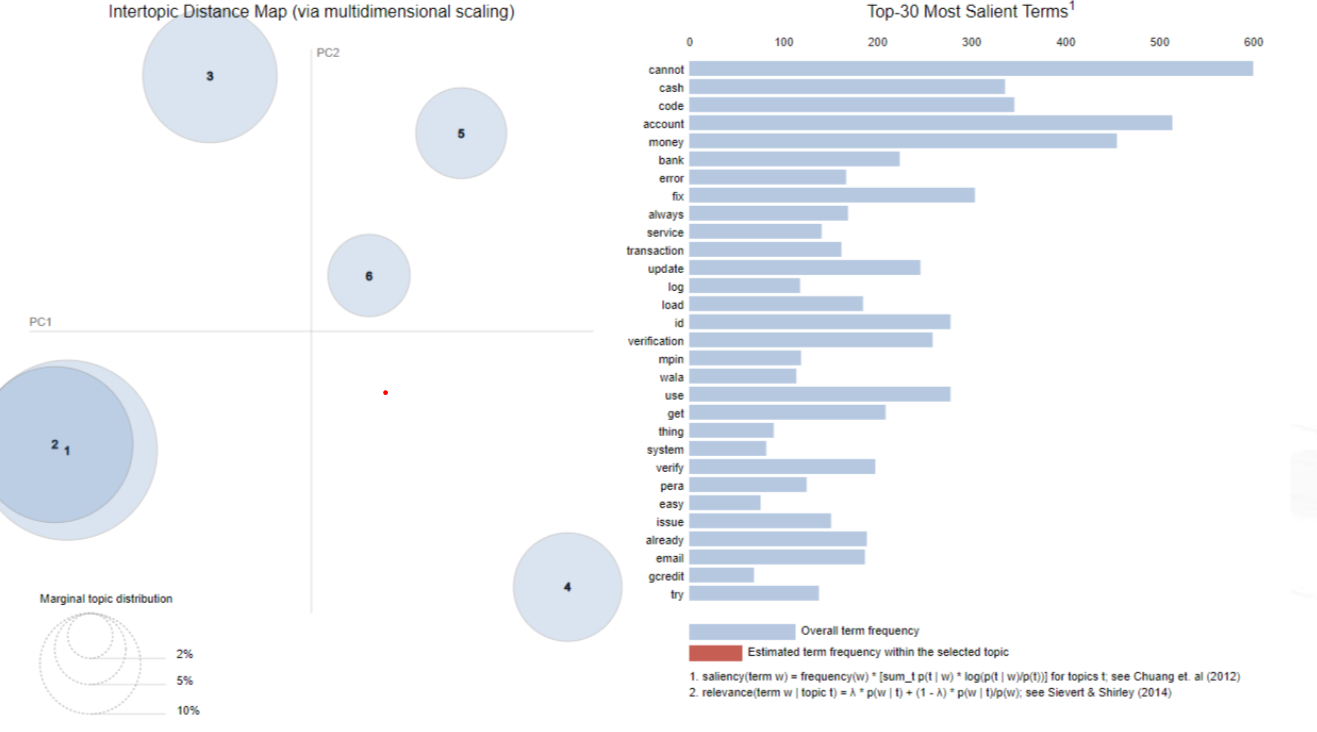 Intertopic Distance Map (via multidimensional scaling)
PC2
3
5
6
PC1
2
1
4
Marginal topic distribution
2%
5%
10%
Top-30 Most Salient Terms1
0 100 200 300 400 500 600
cannot
cash
code
account
money
bank
error
fix
always
service
transaction
update
log
load
id
verification
mpin
wala
use
get
thing
system
verify
pera
easy
issue
already
email
gcredit
try
Overall term frequency
Estimated term frequency within the selected topic
1. saliency(term w) = frequency(w) * [sum_t p(t | w) * log(p(t | w)/p(t))] for topics t; see Chuang et. al (2012)
2. relevance(term w | topic t) = λ * p(w | t) + (1 - λ) * p(w | t)/p(w); see Sievert & Shirley (2014)